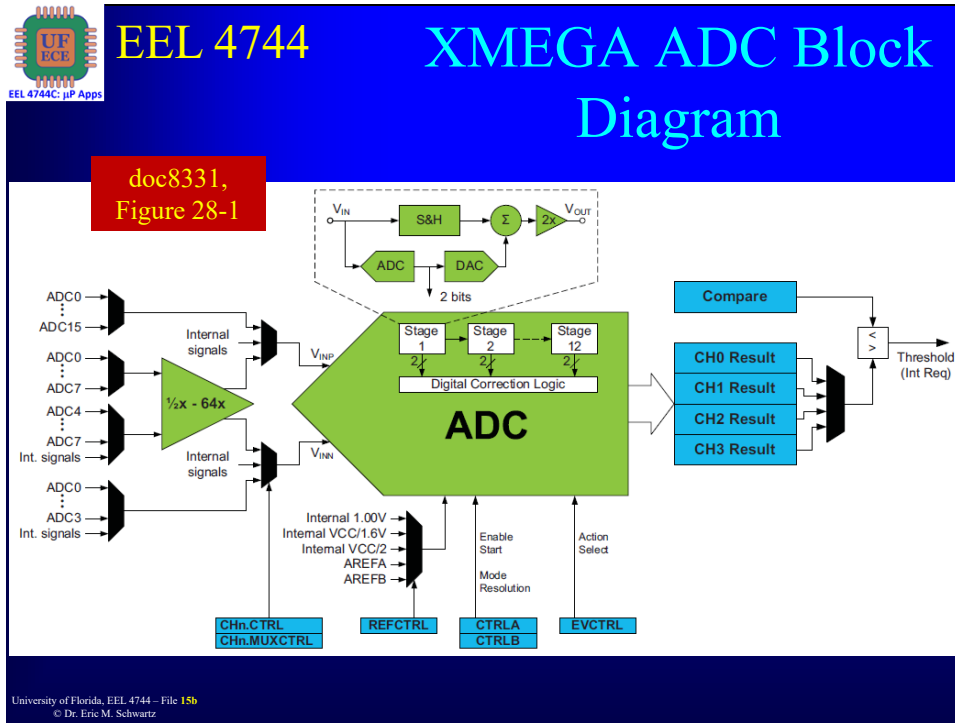 UF
ECE
EEL 4744C: µP Apps
EEL 4744
XMEGA ADC Block
Diagram
doc8331,
Figure 28-1
VIN
S&H
Σ
2x
VOUT
ADC
DAC
2 bits
ADC0
ADC15
Internal
signals
ADC0
ADC7
½x - 64x
ADC4
ADC7
Int. signals
Internal
signals
ADC0
ADC3
Int. signals
VINP
VINN
Stage
1
Stage
2
Stage
12
2
2
2
Digital Correction Logic
ADC
Compare
CH0 Result
CH1 Result
CH2 Result
CH3 Result
<
>
Threshold
(Int Req)
Internal 1.00V
Internal VCC/1.6V
Internal VCC/2
AREFA
AREFB
Enable
Start
Mode
Resolution
Action
Select
CHn.CTRL
CHn.MUXCTRL
REFCTRL
CTRLA
CTRLB
EVCTRL
University of Florida, EEL 4744 – File 15b
© Dr. Eric M. Schwartz